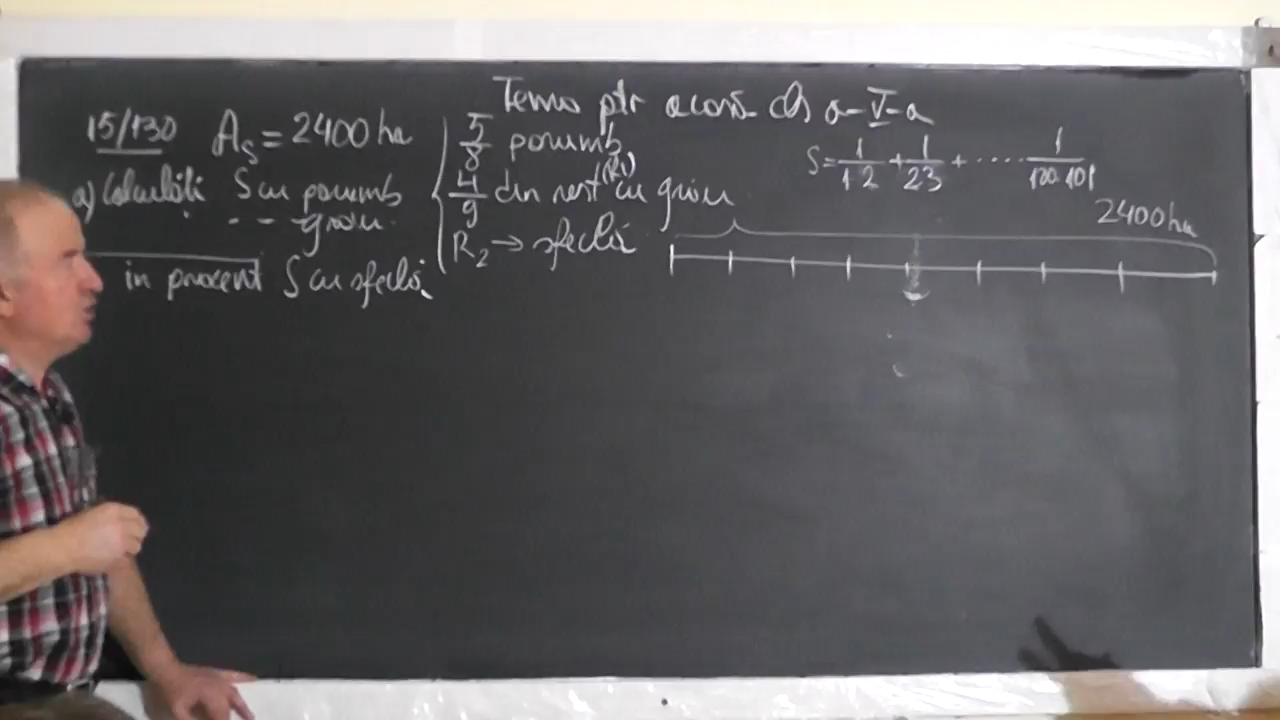 Tema ptr acasă cls a-V-a
15/130 A_s = 2400 ha
5/8 porumb
4/9 din rest (R1) cu grâu
R2 → sfeclă
a) Calculați S cu porumb
" - - grâu
în procent S cu sfeclă
S = 1/1·2 + 1/2·3 + ..... 1/100·101
2400 ha